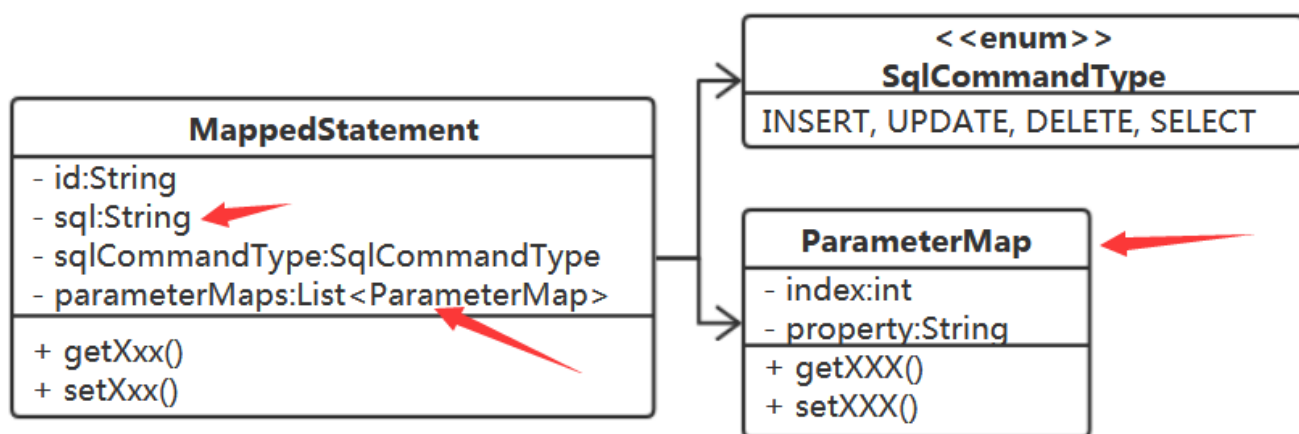 MappedStatement
- id:String
- sql:String
- sqlCommandType:SqlCommandType
- parameterMaps:List<ParameterMap>
+ getXxx()
+ setXxx()
<<enum>>
SqlCommandType
INSERT, UPDATE, DELETE, SELECT
ParameterMap
- index:int
- property:String
+ getXXX()
+ setXXX()